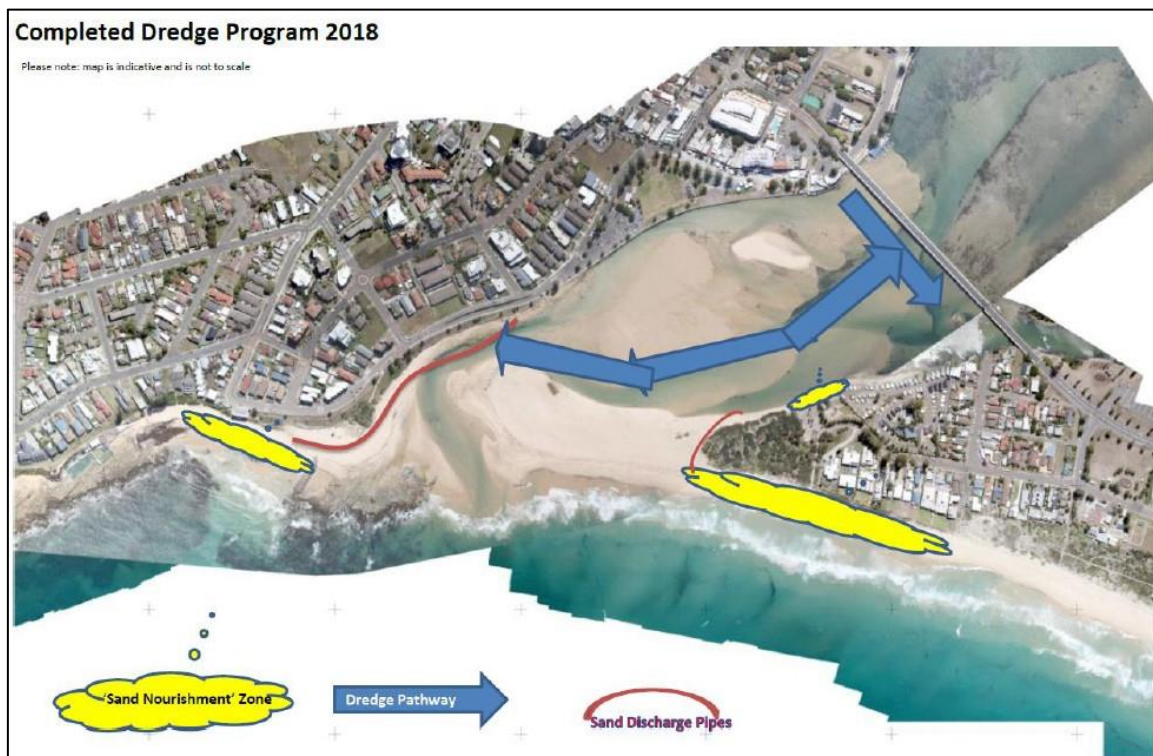 Completed Dredge Program 2018
Please note: map is indicative and is not to scale
'Sand Nourishment' Zone
Dredge Pathway
Sand Discharge Pipes